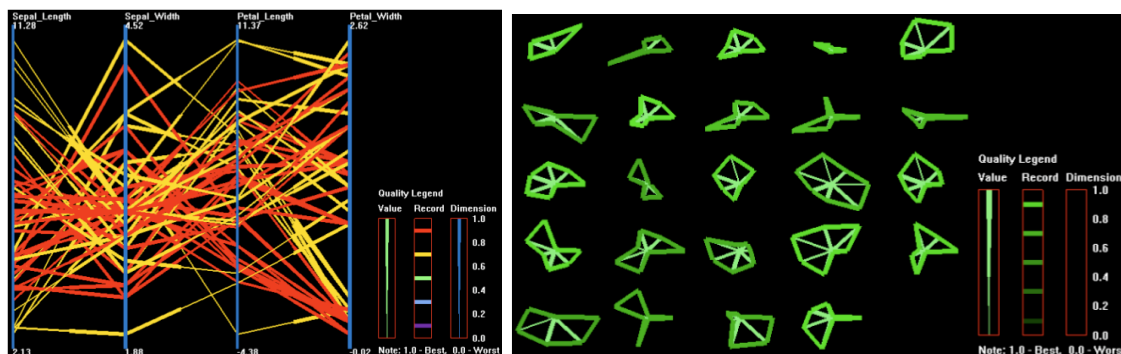 Sepal_Length Sepal_Width Petal_Length Petal_Width
11.28 4.52 11.37 2.62
Quality Legend
Value Record Dimension
1.0
0.8
0.6
0.4
0.2
0.0
2.13 1.88 -4.38 -0.02
Note: 1.0 - Best, 0.0 - Worst
Quality Legend
Value Record Dimension
1.0
0.8
0.6
0.4
0.2
0.0
Note: 1.0 - Best, 0.0 - Worst